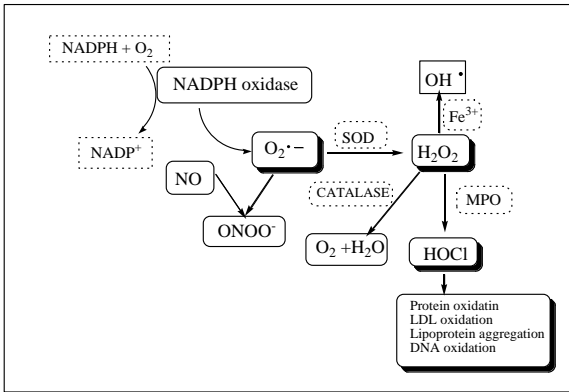 NADPH + O₂
NADPH oxidase
NADP⁺
O₂•−
SOD
H₂O₂
Fe³⁺
OH •
NO
ONOO⁻
CATALASE
O₂ +H₂O
MPO
HOCl
Protein oxidatin
LDL oxidation
Lipoprotein aggregation
DNA oxidation